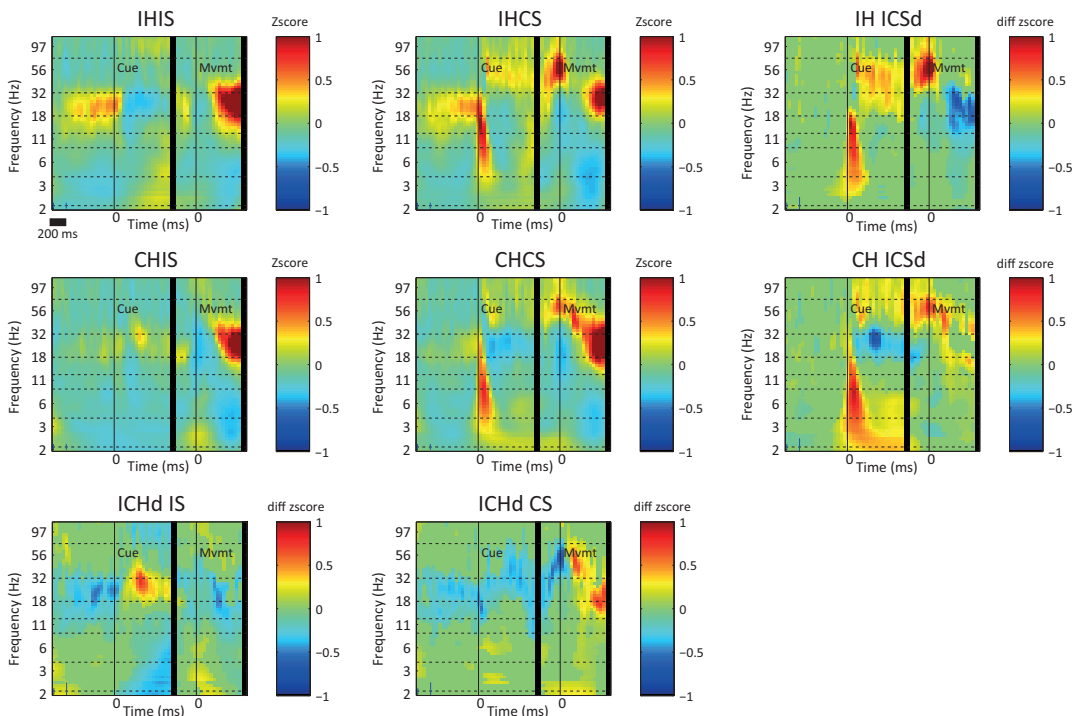 IHIS
Zscore
97
56
32
18
11
6
3
2
Frequency (Hz)
Cue
Mvmt
0
0
Time (ms)
200 ms
1
0.5
0
−0.5
−1
IHCS
Zscore
97
56
32
18
11
6
3
2
Frequency (Hz)
Cue
Mvmt
0
0
Time (ms)
1
0.5
0
−0.5
−1
IH ICSd
diff zscore
97
56
32
18
11
6
3
2
Frequency (Hz)
Cue
Mvmt
0
0
Time (ms)
1
0.5
0
−0.5
−1
CHIS
Zscore
97
56
32
18
11
6
3
2
Frequency (Hz)
Cue
Mvmt
0
0
Time (ms)
1
0.5
0
−0.5
−1
CHCS
Zscore
97
56
32
18
11
6
3
2
Frequency (Hz)
Cue
Mvmt
0
0
Time (ms)
1
0.5
0
−0.5
−1
CH ICSd
diff zscore
97
56
32
18
11
6
3
2
Frequency (Hz)
Cue
Mvmt
0
0
Time (ms)
1
0.5
0
−0.5
−1
ICHd IS
diff zscore
97
56
32
18
11
6
3
2
Frequency (Hz)
Cue
Mvmt
0
0
Time (ms)
1
0.5
0
−0.5
−1
ICHd CS
diff zscore
97
56
32
18
11
6
3
2
Frequency (Hz)
Cue
Mvmt
0
0
Time (ms)
1
0.5
0
−0.5
−1